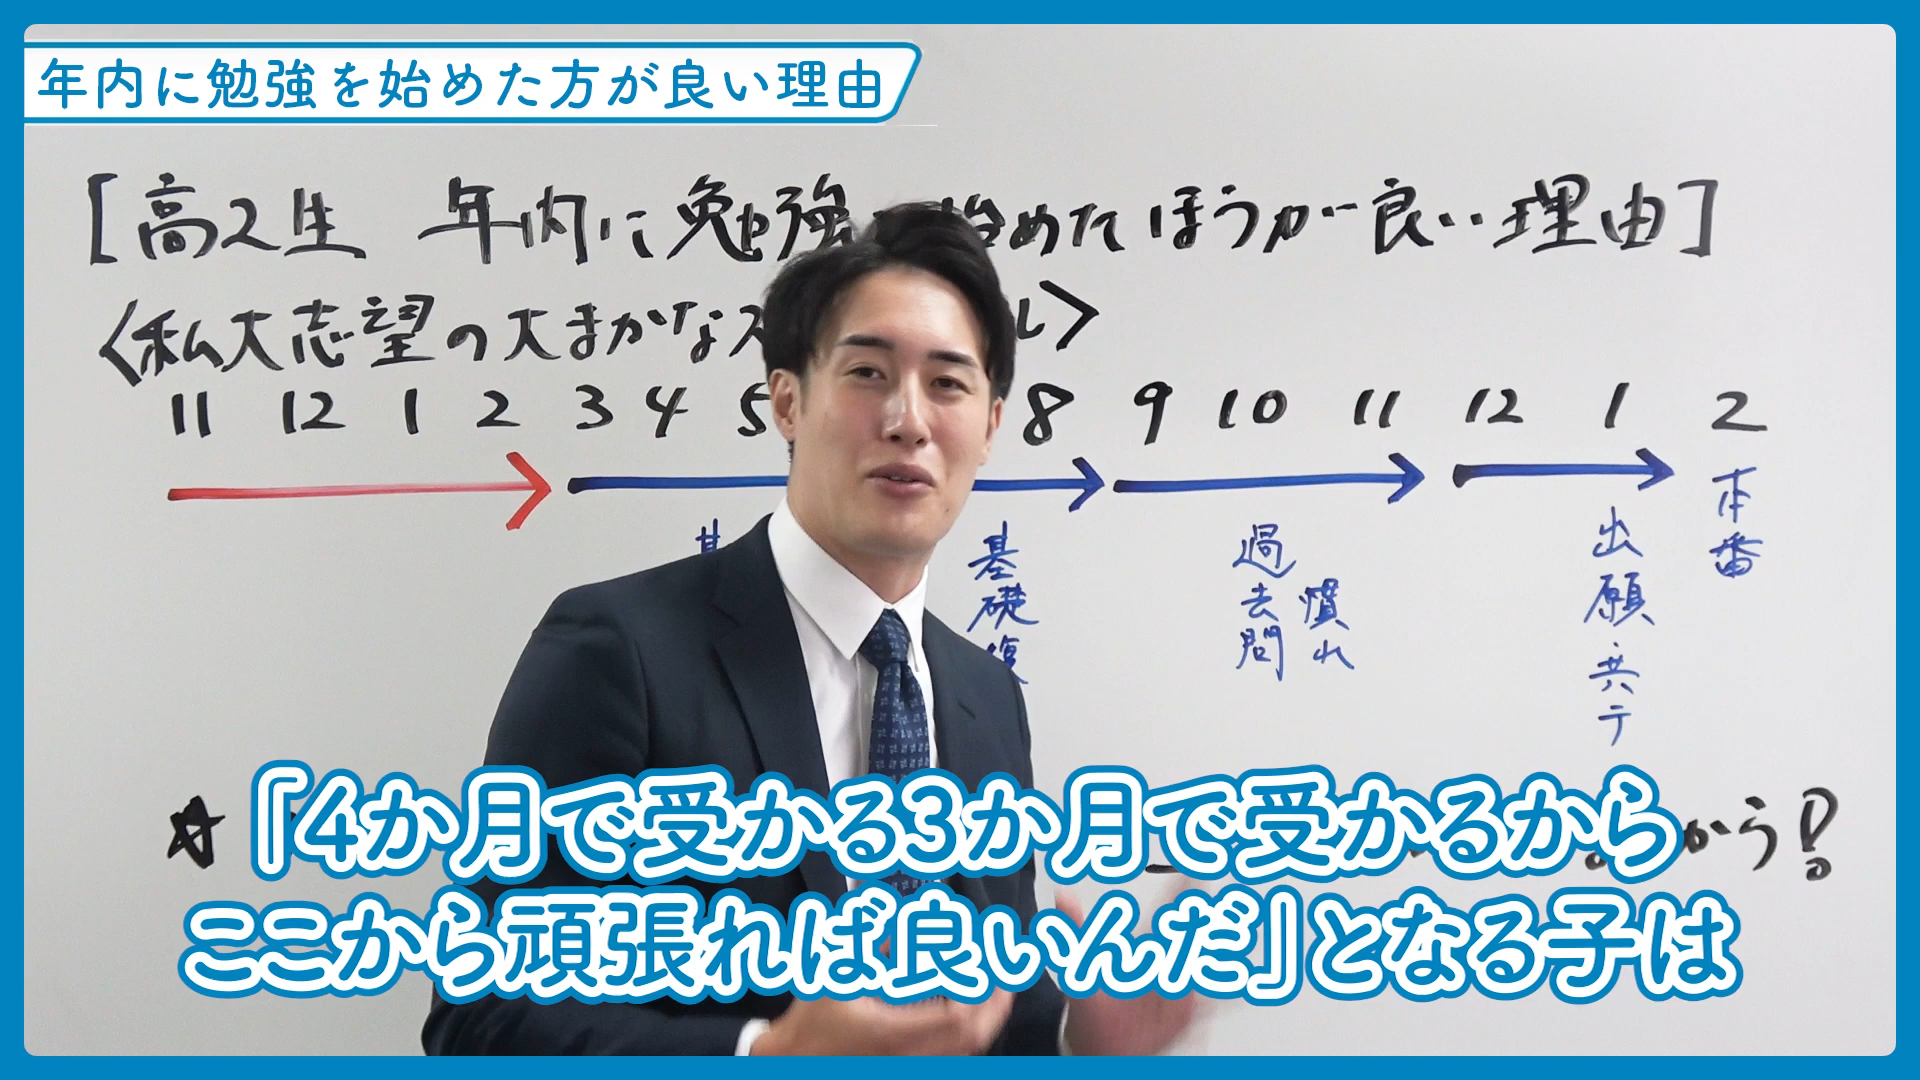 年内に勉強を始めた方が良い理由
[高2生 年内に勉強 始めたほうが良い理由]
〈私大志望の大まかなス ル〉
11 12 1 2 3 4 5 8 9 10 11 12 1 2
本番
基礎復
過去問
慣れ
出願・共テ
かう!
「4か月で受かる3か月で受かるから
ここから頑張れば良いんだ」となる子は